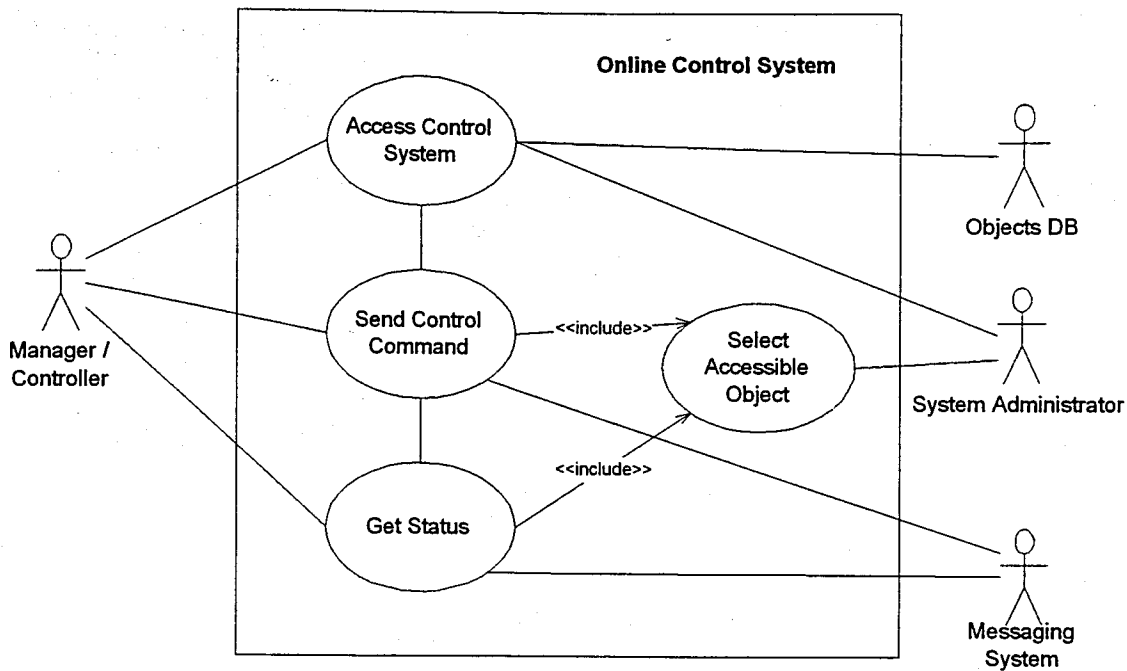 Online Control System
Access Control
System
Objects DB
Manager /
Controller
Send Control
Command
<<include>>
Select
Accessible
Object
System Administrator
<<include>>
Get Status
Messaging
System